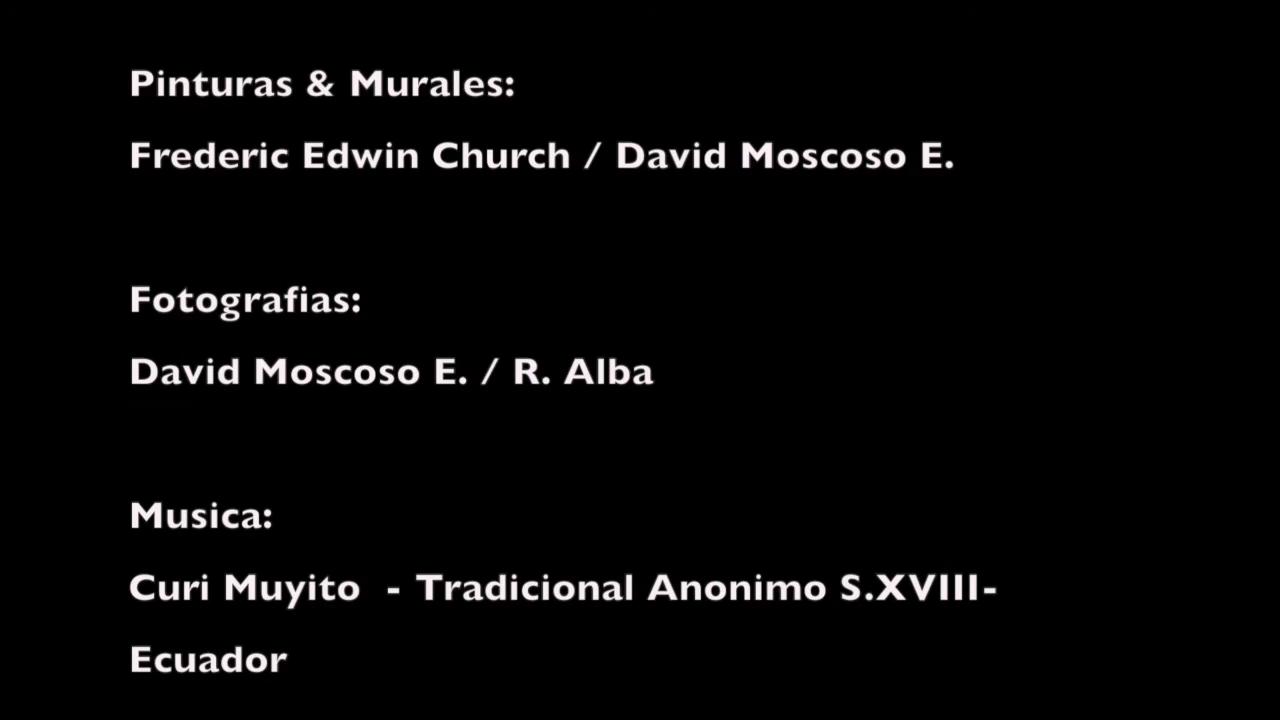 Pinturas & Murales:
Frederic Edwin Church / David Moscoso E.
Fotografias:
David Moscoso E. / R. Alba
Musica:
Curi Muyito  - Tradicional Anonimo S.XVIII-
Ecuador